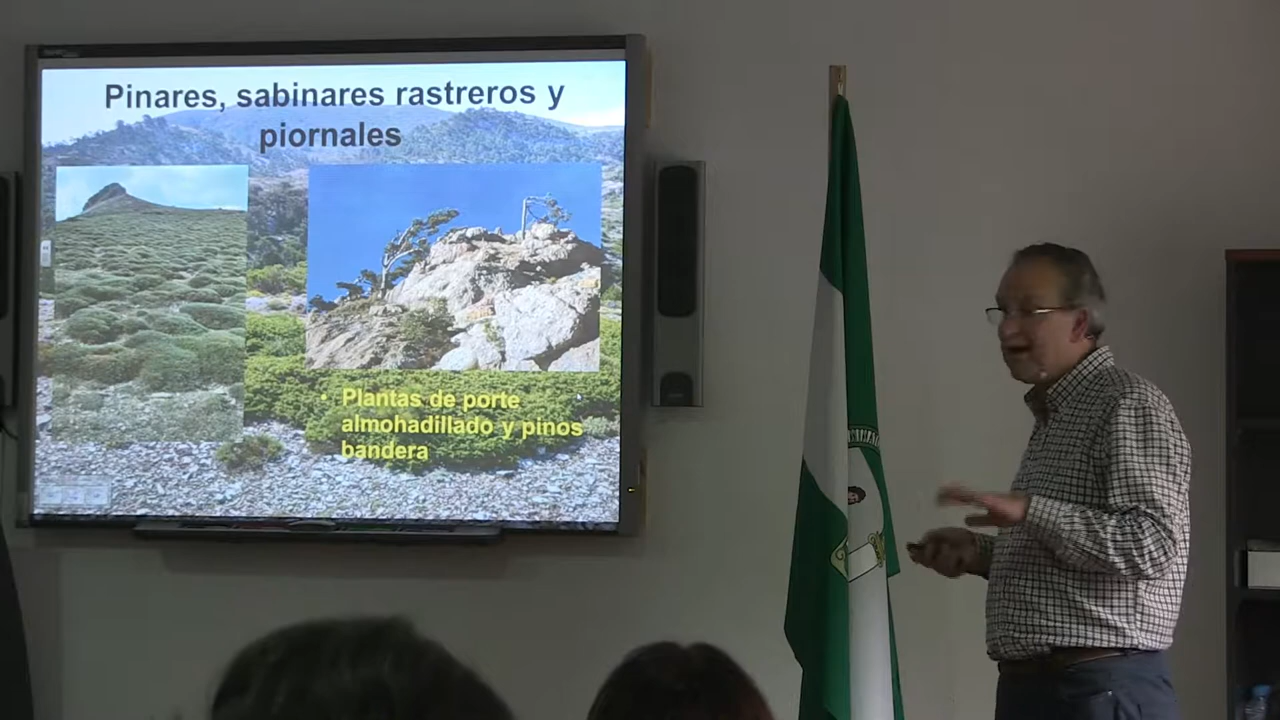 Pinares, sabinares rastreros y
piornales
• Plantas de porte
almohadillado y pinos
bandera